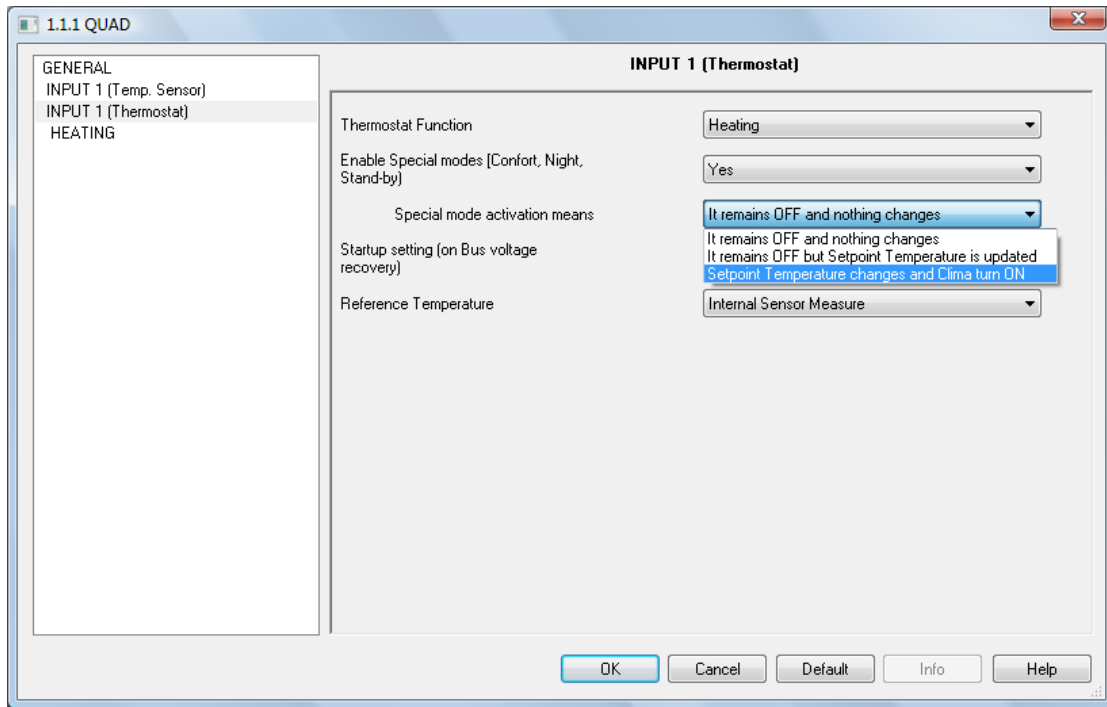 1.1.1 QUAD
GENERAL
INPUT 1 (Temp. Sensor)
INPUT 1 (Thermostat)
HEATING
INPUT 1 (Thermostat)
Thermostat Function
Heating
Enable Special modes [Confort, Night,
Stand-by)
Yes
Special mode activation means
It remains OFF and nothing changes
It remains OFF and nothing changes
It remains OFF but Setpoint Temperature is updated
Setpoint Temperature changes and Clima turn ON
Startup setting (on Bus voltage
recovery)
Reference Temperature
Internal Sensor Measure
OK
Cancel
Default
Info
Help